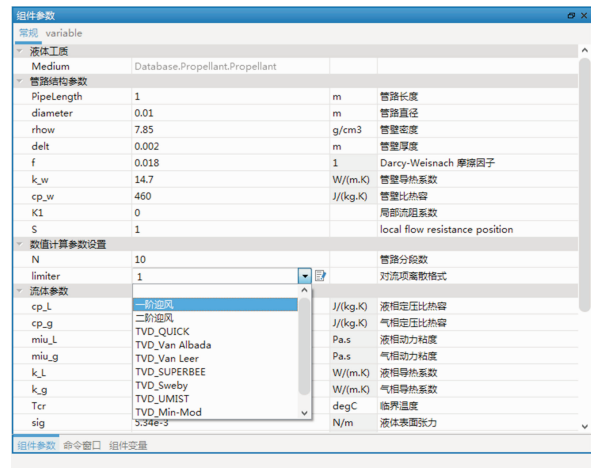 组件参数
常规 variable
液体工质
Medium Database.Propellant.Propellant
管路结构参数
PipeLength 1 m 管路长度
diameter 0.01 m 管路直径
rhow 7.85 g/cm3 管壁密度
delt 0.002 m 管壁厚度
f 0.018 1 Darcy-Weisnach 摩擦因子
k_w 14.7 W/(m.K) 管壁导热系数
cp_w 460 J/(kg.K) 管壁比热容
K1 0 局部流阻系数
S 1 local flow resistance position
数值计算参数设置
N 10 管路分段数
limiter 1 对流项离散格式
流体参数
一阶迎风
cp_L J/(kg.K) 液相定压比热容
二阶迎风
cp_g J/(kg.K) 气相定压比热容
TVD_QUICK
miu_L Pa.s 液相动力粘度
TVD_Van Albada
miu_g Pa.s 气相动力粘度
TVD_Van Leer
k_L W/(m.K) 液相导热系数
TVD_SUPERBEE
k_g W/(m.K) 气相导热系数
TVD_Sweby
TVD_UMIST
Tcr degC 临界温度
TVD_Min-Mod
sig 5.34e-3 N/m 液体表面张力
组件参数 命令窗口 组件变量